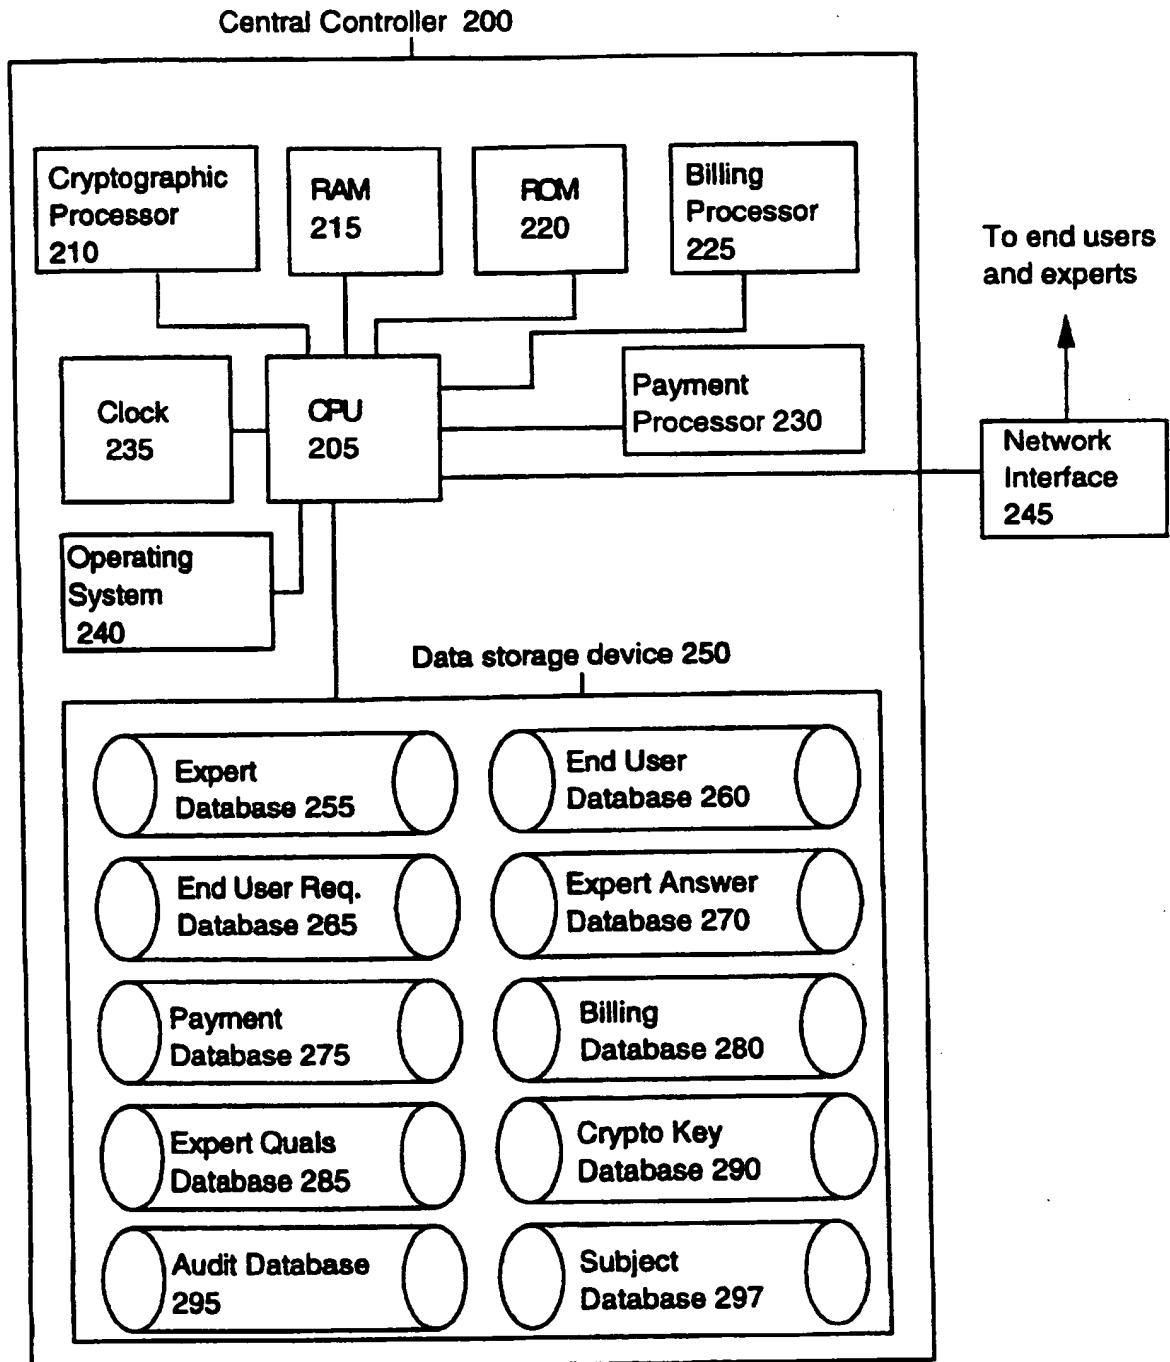 Central Controller 200
Cryptographic
Processor
210
RAM
215
ROM
220
Billing
Processor
225
To end users
and experts
Clock
235
CPU
205
Payment
Processor 230
Network
Interface
245
Operating
System
240
Data storage device 250
Expert
Database 255
End User
Database 260
End User Req.
Database 265
Expert Answer
Database 270
Payment
Database 275
Billing
Database 280
Expert Quals
Database 285
Crypto Key
Database 290
Audit Database
295
Subject
Database 297